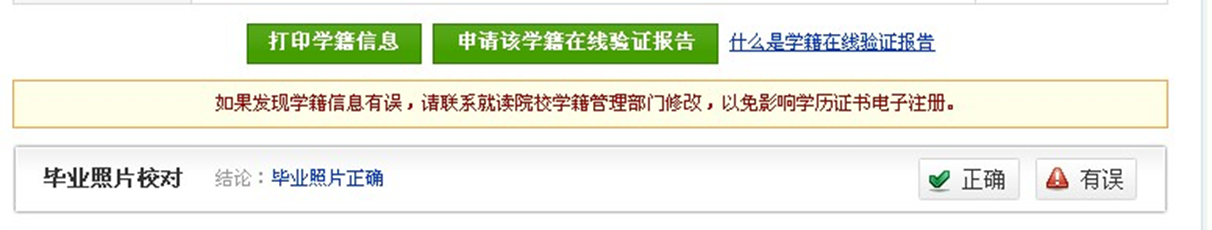 打印学籍信息 申请该学籍在线验证报告 什么是学籍在线验证报告
如果发现学籍信息有误，请联系就读院校学籍管理部门修改，以免影响学历证书电子注册。
毕业照片校对 结论：毕业照片正确 正确 有误